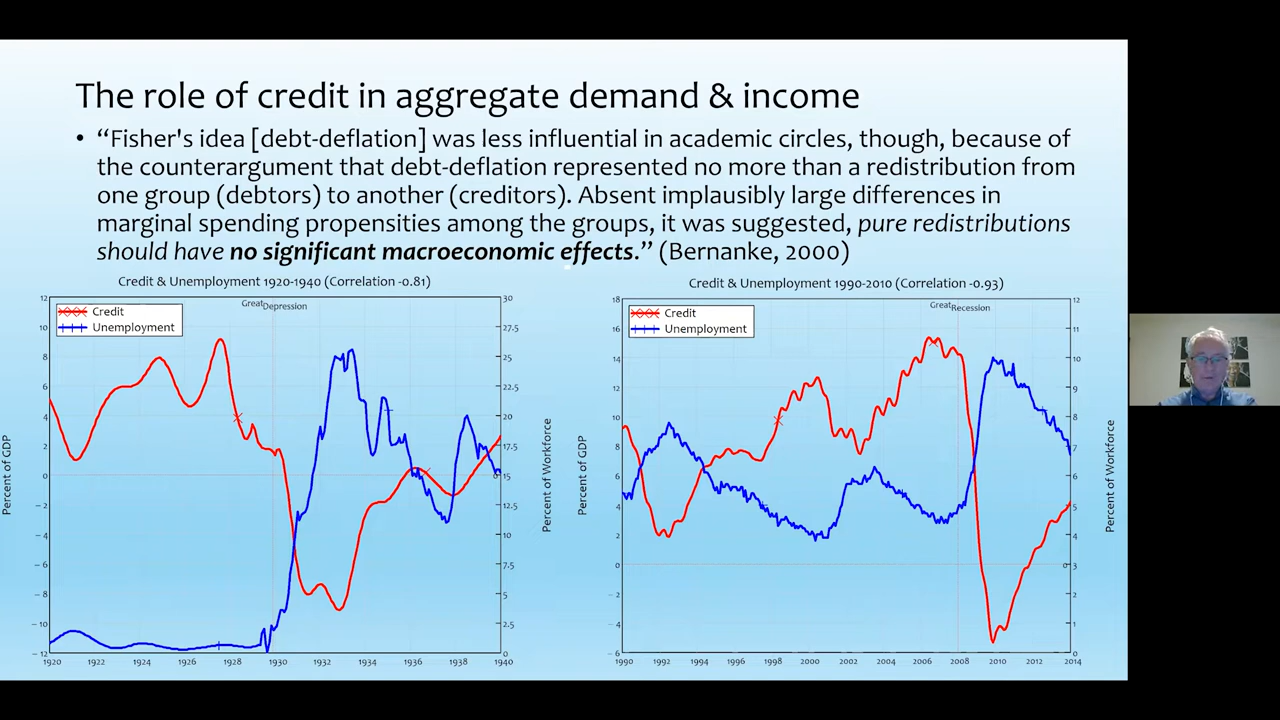 The role of credit in aggregate demand & income
• “Fisher's idea [debt-deflation] was less influential in academic circles, though, because of
the counterargument that debt-deflation represented no more than a redistribution from
one group (debtors) to another (creditors). Absent implausibly large differences in
marginal spending propensities among the groups, it was suggested, pure redistributions
should have no significant macroeconomic effects.” (Bernanke, 2000)
Credit & Unemployment 1920-1940 (Correlation -0.81)
Great Depression
Credit
Unemployment
Percent of GDP
12
10
8
6
4
2
0
-2
-4
-6
-8
-10
-12
30
27.5
25
22.5
20
17.5
15
12.5
10
7.5
5
2.5
0
Percent of Workforce
0
1920 1922 1924 1926 1928 1930 1932 1934 1936 1938 1940
Credit & Unemployment 1990-2010 (Correlation -0.93)
Great Recession
Credit
Unemployment
Percent of GDP
18
16
14
12
10
8
6
4
2
0
-2
-4
-6
12
11
10
9
8
7
6
5
4
3
2
1
0
Percent of Workforce
0
1990 1992 1994 1996 1998 2000 2002 2004 2006 2008 2010 2012 2014